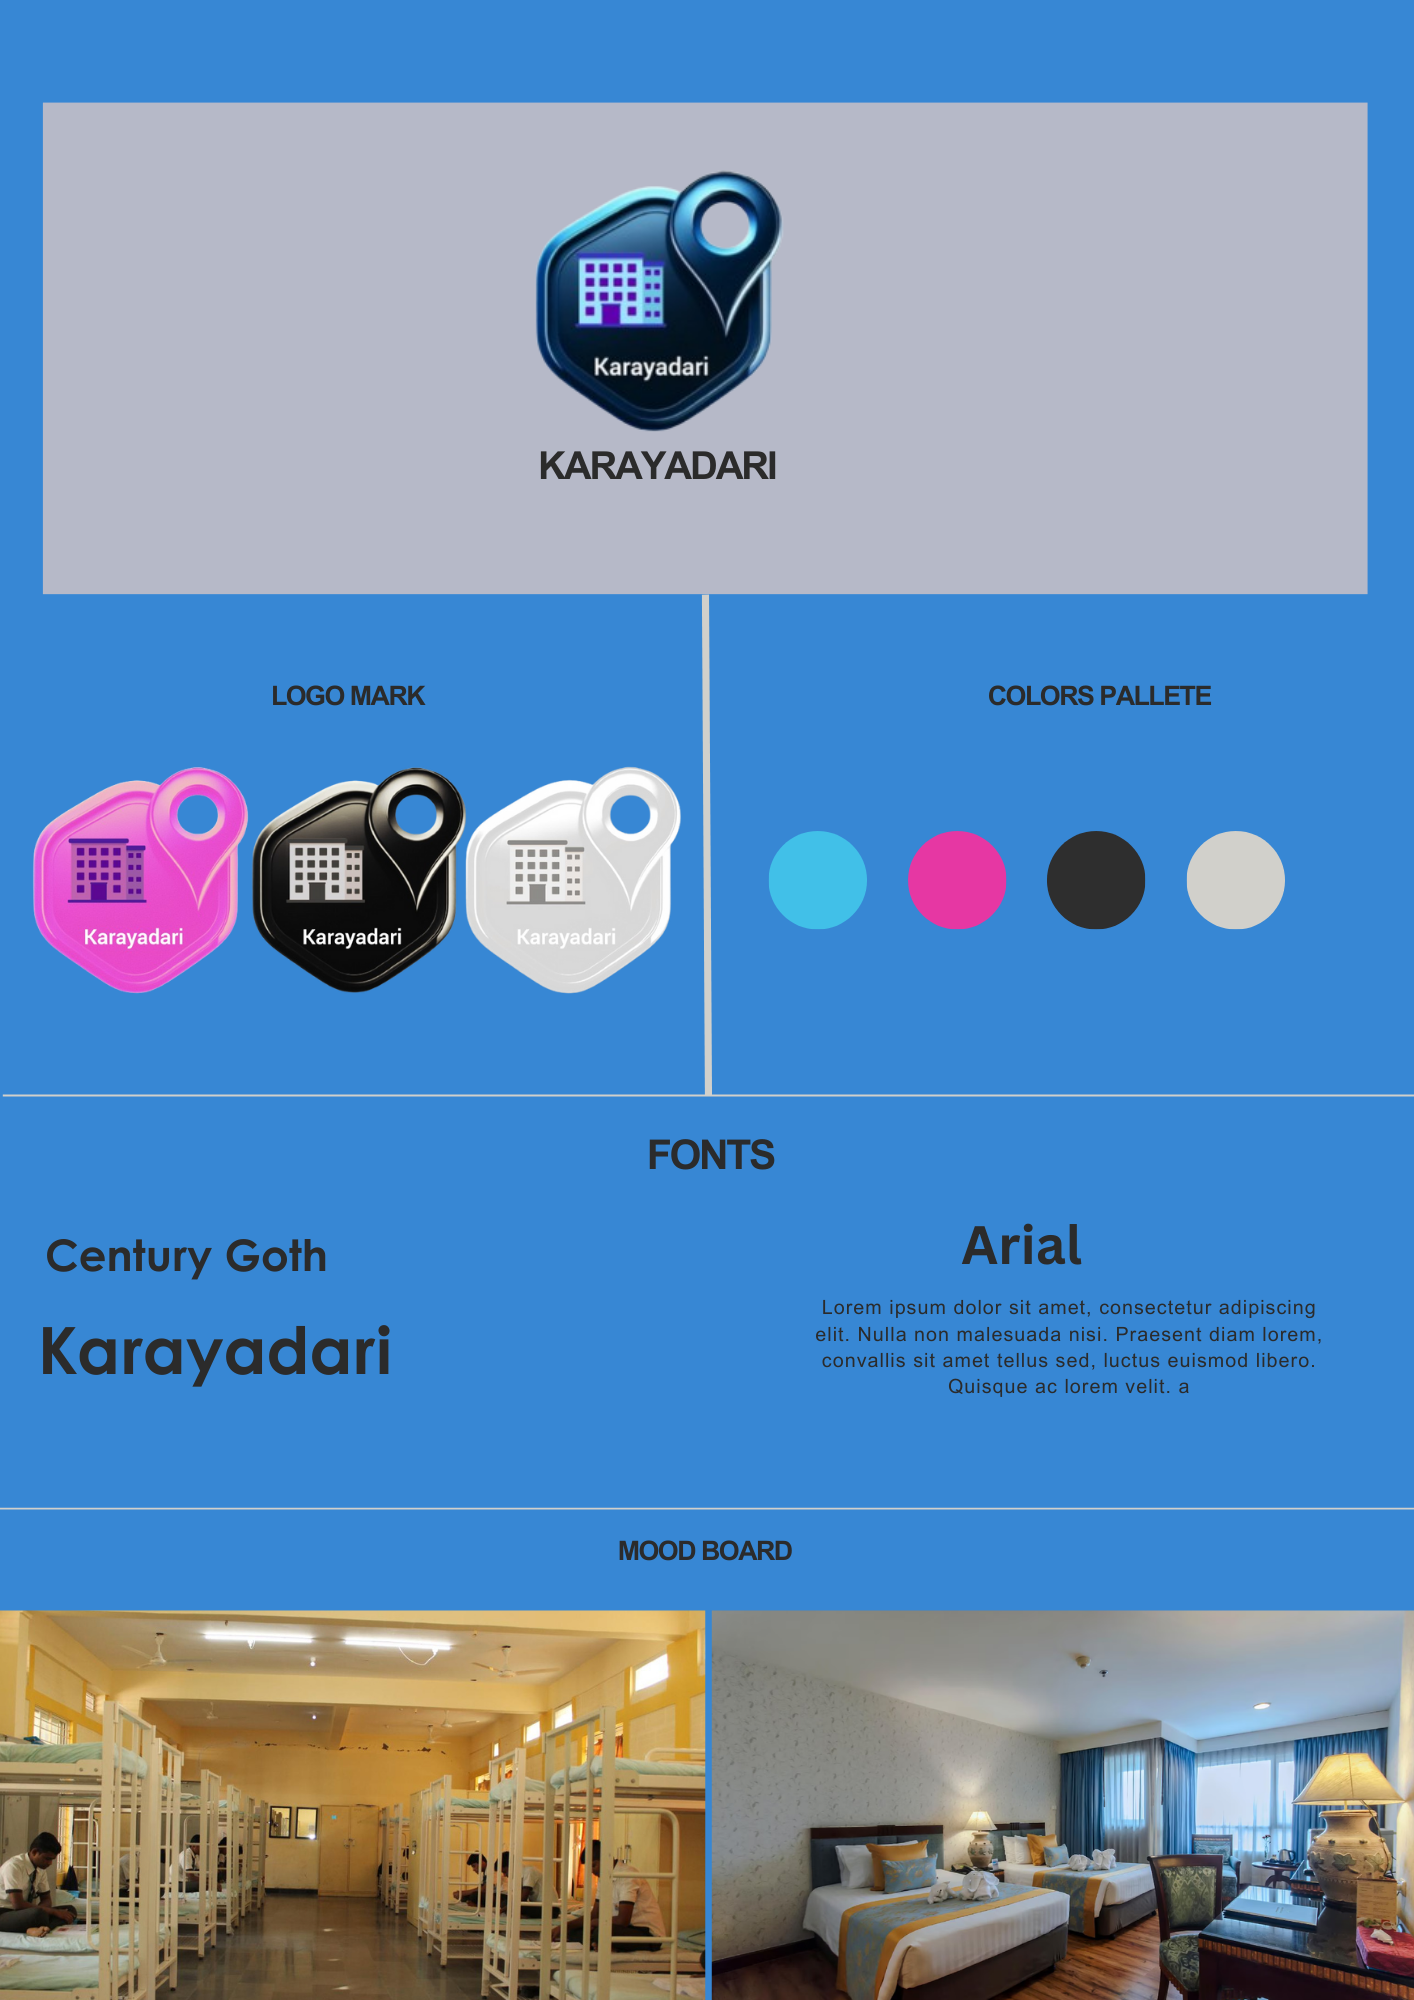 Karayadari
KARAYADARI
LOGO MARK
Karayadari
Karayadari
Karayadari
COLORS PALLETE
FONTS
Century Goth
Karayadari
Arial
Lorem ipsum dolor sit amet, consectetur adipiscing
elit. Nulla non malesuada nisi. Praesent diam lorem,
convallis sit amet tellus sed, luctus euismod libero.
Quisque ac lorem velit. a
MOOD BOARD